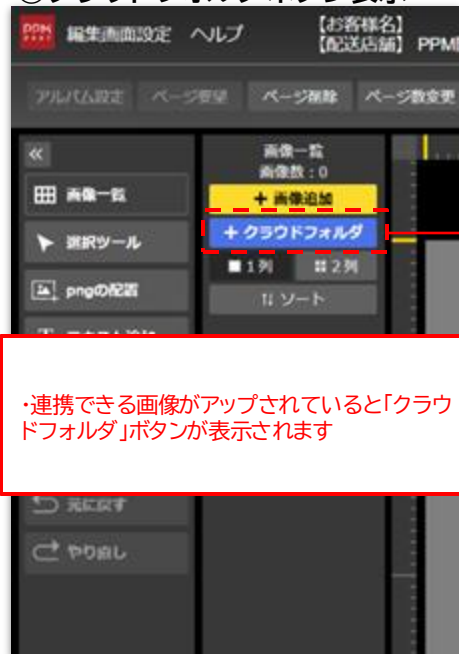 PPM 編集画面設定 ヘルプ 【お客様名】
【配送店舗】 PPM
アルバム設定 ページ要望 ページ削除 ページ数変更
«
画像一覧
画像数:0
画像一覧
+ 画像追加
選択ツール
+ クラウドフォルダ
■ 1列 2列
pngの配置
ソート
・連携できる画像がアップされていると「クラウ
ドフォルダ」ボタンが表示されます
元に戻す
やり直し